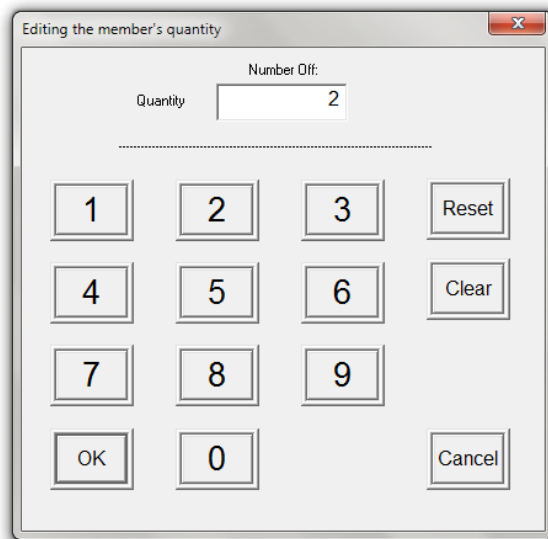 Editing the member's quantity
Number Off:
Quantity 2
1 2 3 Reset
4 5 6 Clear
7 8 9
OK 0 Cancel